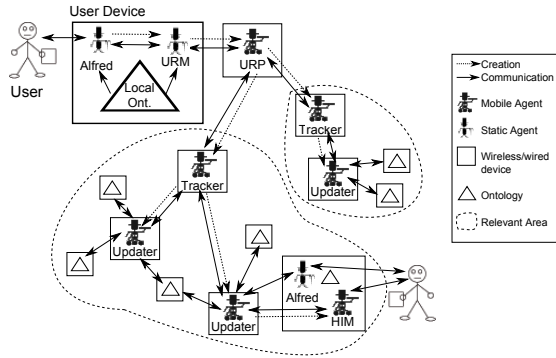 User Device
User
Alfred
URM
URP
Local
Ont.
Tracker
Updater
Tracker
Updater
Updater
Alfred
HIM
Creation
Communication
Mobile Agent
Static Agent
Wireless/wired
device
Ontology
Relevant Area